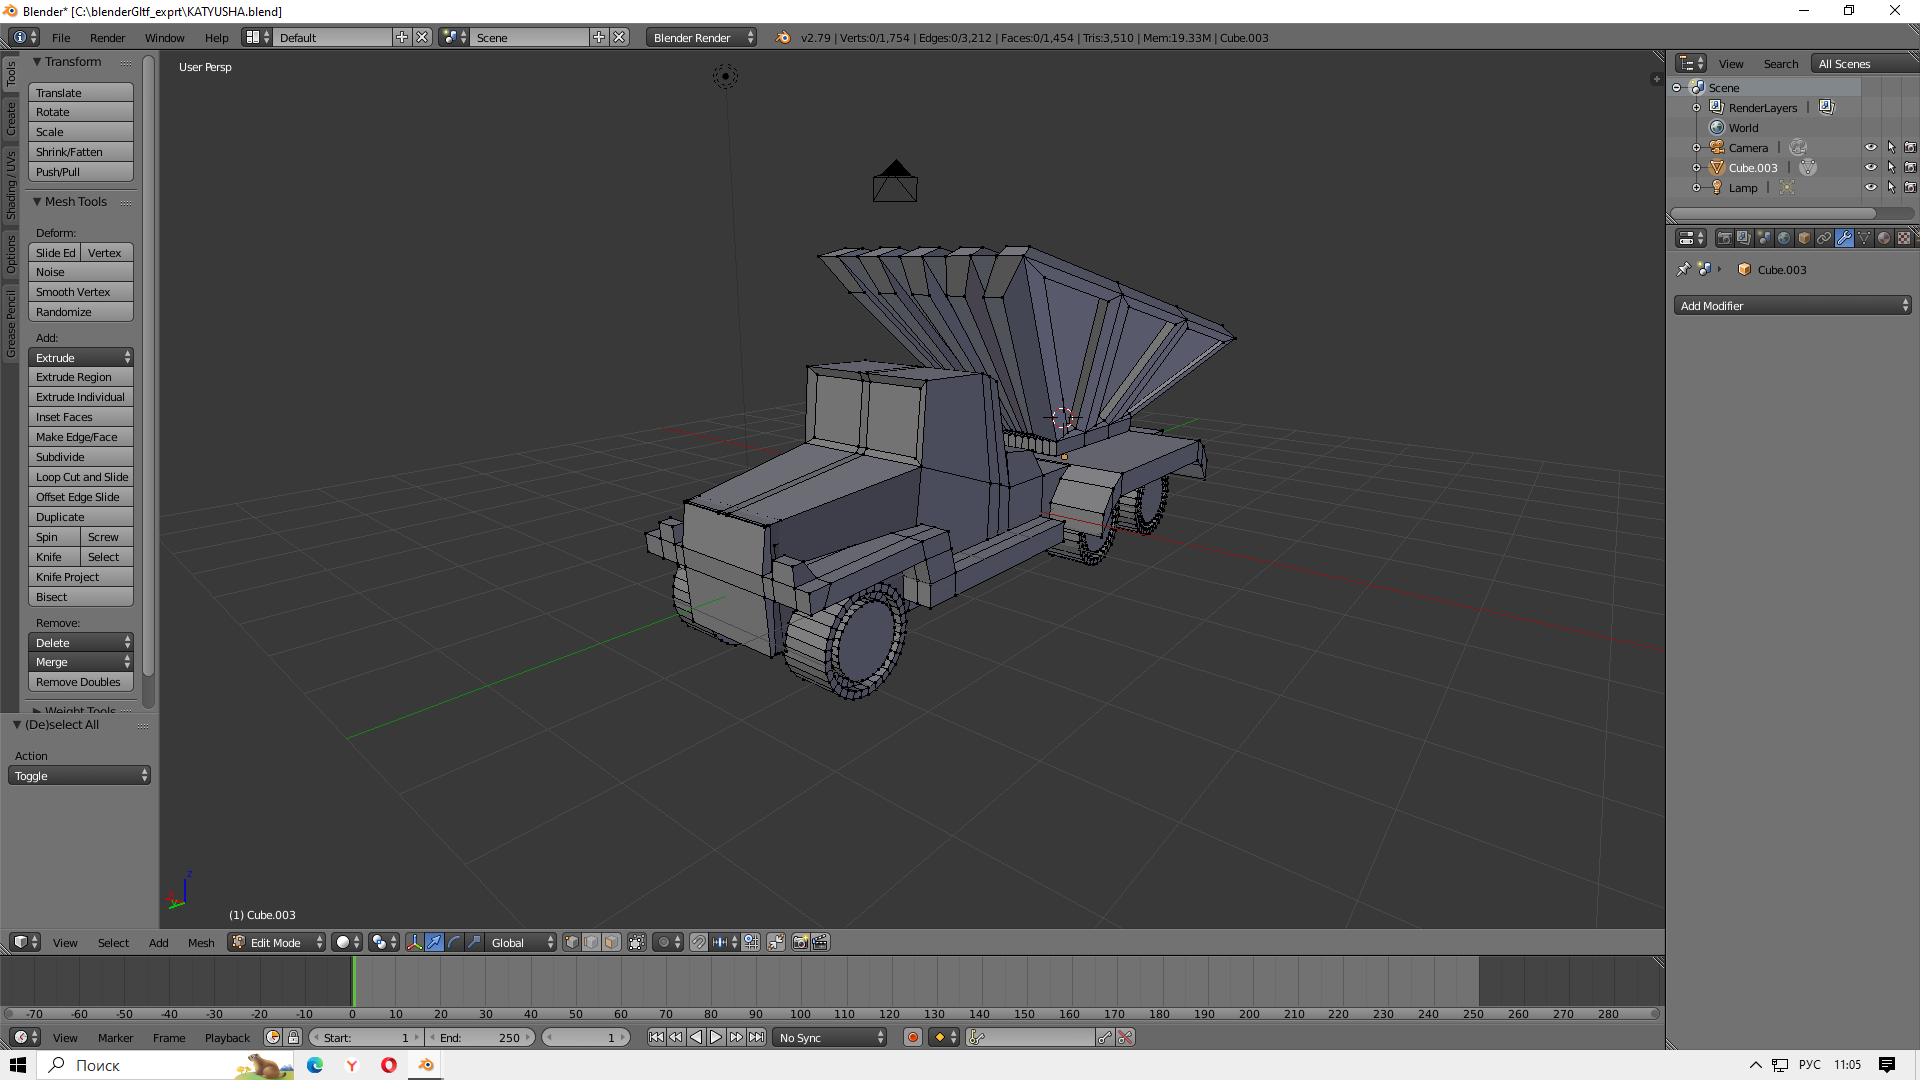 Blender* [C:\blenderGltf_exprt\KATYUSHA.blend]
File Render Window Help Default Scene Blender Render v2.79 | Verts:0/1,754 | Edges:0/3,212 | Faces:0/1,454 | Tris:3,510 | Mem:19.33M | Cube.003
Tools
Create
Shading / UVs
Options
Grease Pencil
Transform
Translate
Rotate
Scale
Shrink/Fatten
Push/Pull
Mesh Tools
Deform:
Slide Ed Vertex
Noise
Smooth Vertex
Randomize
Add:
Extrude
Extrude Region
Extrude Individual
Inset Faces
Make Edge/Face
Subdivide
Loop Cut and Slide
Offset Edge Slide
Duplicate
Spin Screw
Knife Select
Knife Project
Bisect
Remove:
Delete
Merge
Remove Doubles
Weight Tools
(De)select All
Action
Toggle
User Persp
z
x
y
(1) Cube.003
View Search All Scenes
Scene
RenderLayers
World
Camera
Cube.003
Lamp
Cube.003
Add Modifier
View Select Add Mesh Edit Mode Global
-70 -60 -50 -40 -30 -20 -10 0 10 20 30 40 50 60 70 80 90 100 110 120 130 140 150 160 170 180 190 200 210 220 230 240 250 260 270 280
View Marker Frame Playback Start: 1 End: 250 1 No Sync
Поиск РУС 11:05